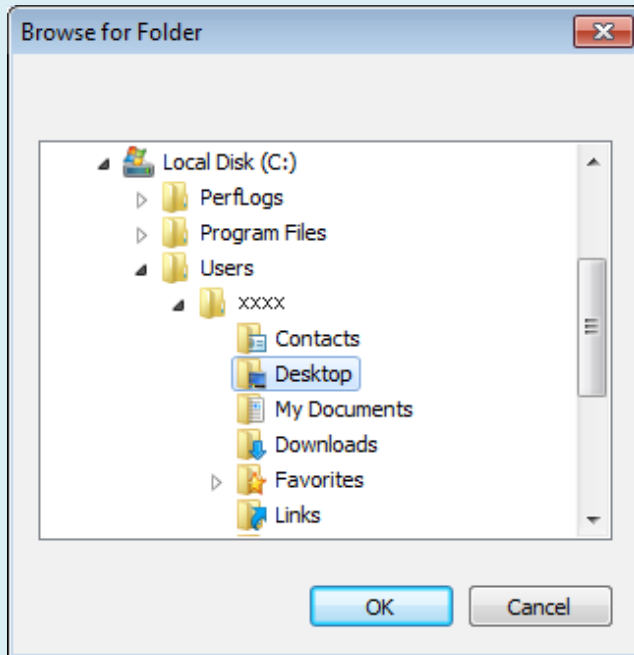 Browse for Folder
Local Disk (C:)
PerfLogs
Program Files
Users
xxxx
Contacts
Desktop
My Documents
Downloads
Favorites
Links
OK Cancel